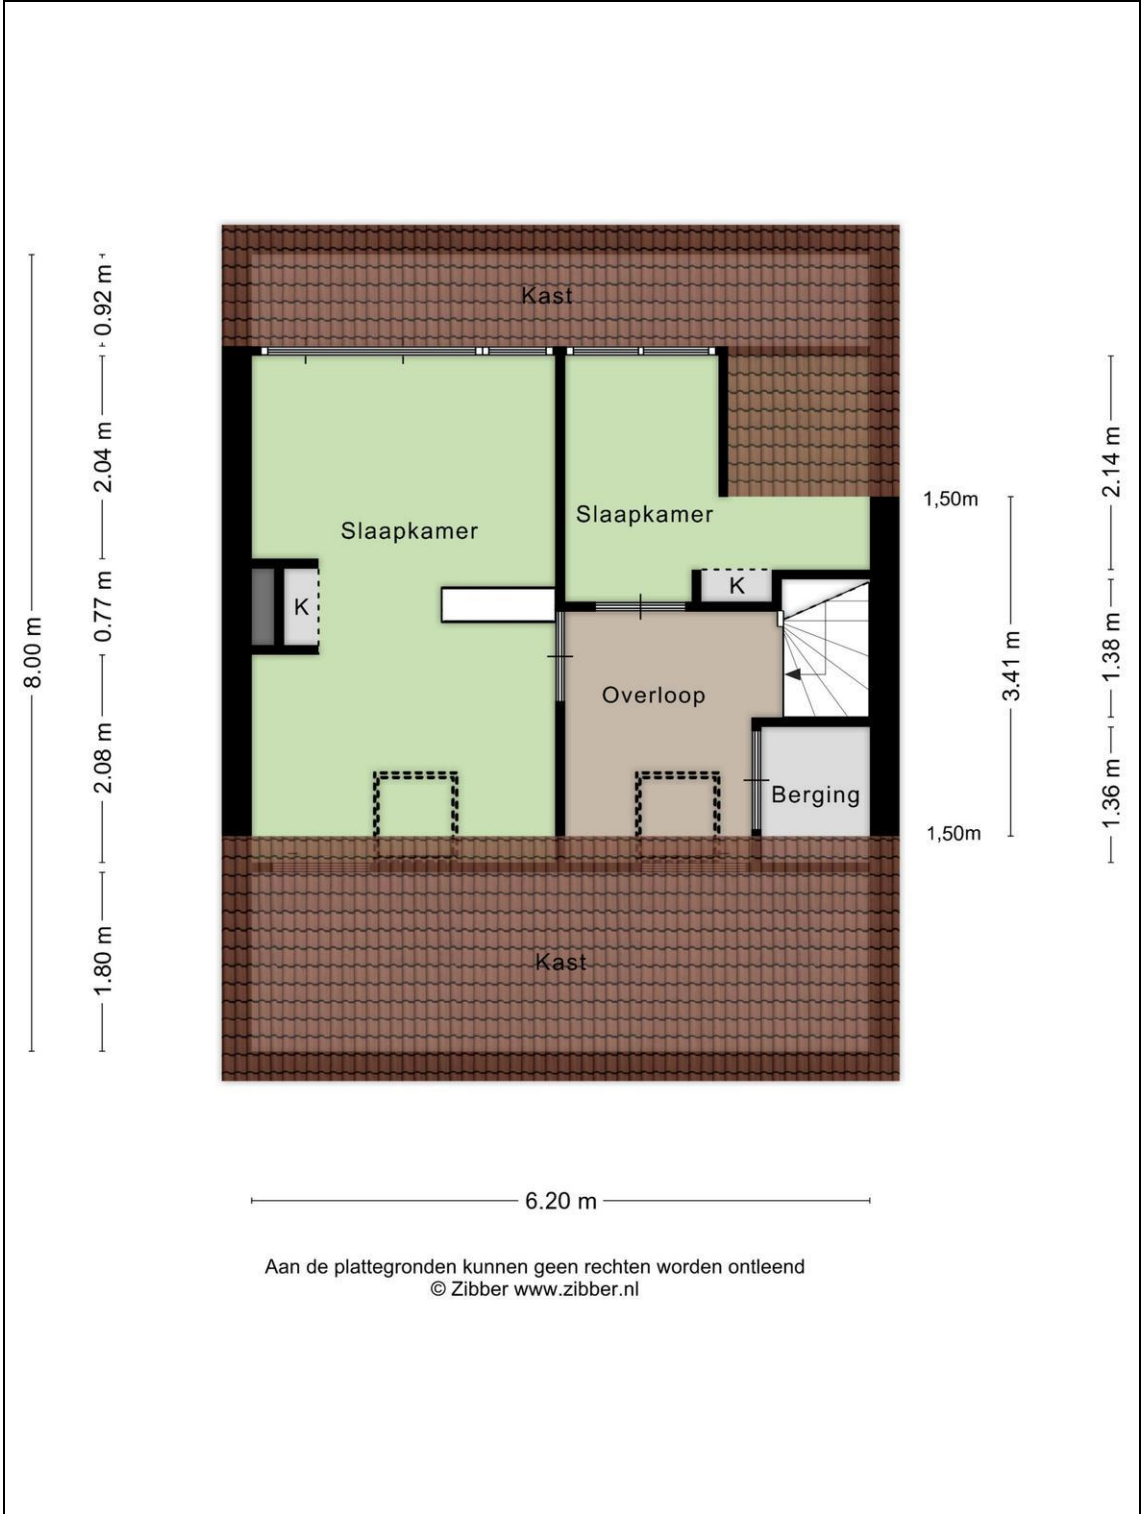 Kast
0.92 m
2.04 m
2.14 m
1,50m
Slaapkamer
Slaapkamer
K
K
0.77 m
8.00 m
1.38 m
3.41 m
Overloop
2.08 m
Berging
1.36 m
1,50m
1.80 m
Kast
6.20 m
Aan de plattegronden kunnen geen rechten worden ontleend
© Zibber www.zibber.nl